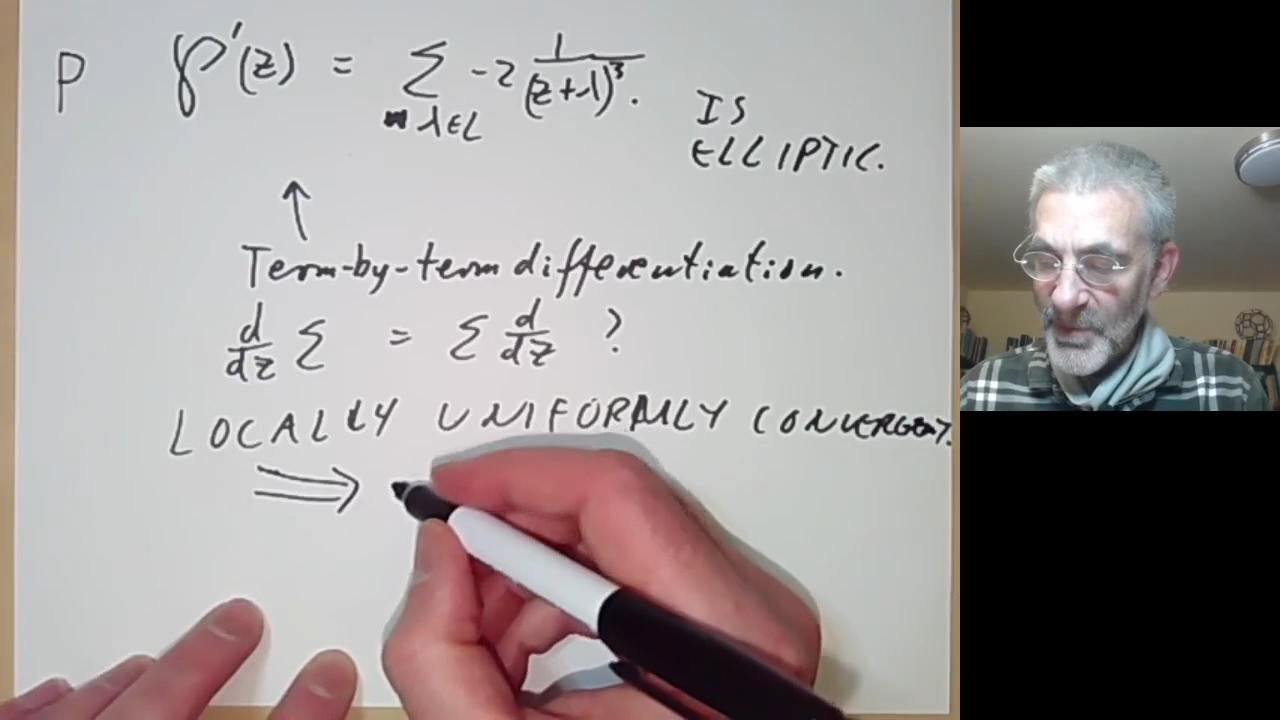 P ℘'(z) = Σ -2 1/(z+λ)³. IS
λ∈L ELLIPTIC.
↑
Term-by-term differentiation.
d/dz Σ = Σ d/dz ?
LOCALLY UNIFORMLY CONVERGENT.
⇒